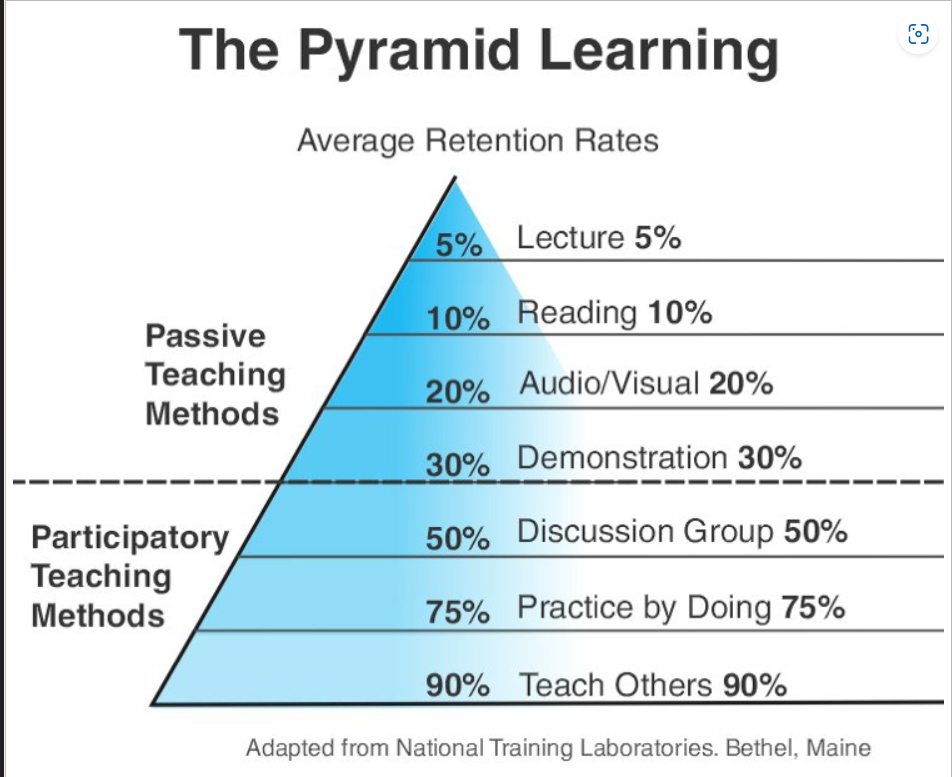 The Pyramid Learning
Average Retention Rates
5% Lecture 5%
10% Reading 10%
Passive
Teaching
Methods
20% Audio/Visual 20%
30% Demonstration 30%
Participatory
Teaching
Methods
50% Discussion Group 50%
75% Practice by Doing 75%
90% Teach Others 90%
Adapted from National Training Laboratories. Bethel, Maine